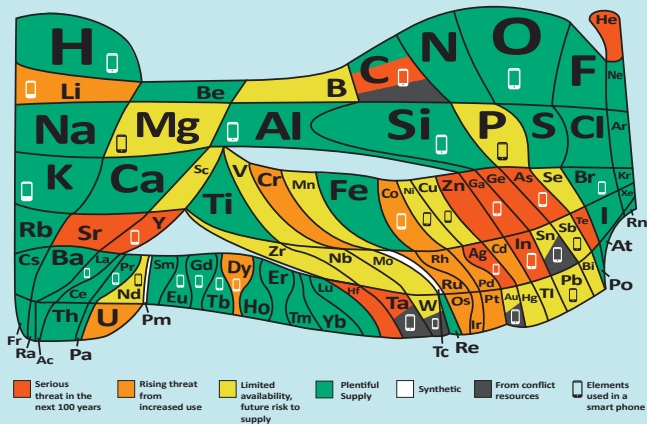 H He
C N O
Li Be B F Ne
Na Mg Al Si P S Cl Ar
K Ca Sc V Cr Mn Fe Co Ni Cu Zn Ga Ge As Se Br Kr
Ti Xe
Rb Sr Y Zr Nb Mo Rh Ag Cd In Sn Sb Te I Rn
Cs Ba La Pr Nd Sm Gd Dy Er Lu Hf Ta W Ru Pd Pt Au Hg Tl Pb Bi At
Ce Eu Tb Ho Tm Yb Os Ir Po
Th U Pm Tc Re
Fr Ra Ac Pa
Serious
threat in the
next 100 years
Rising threat
from
increased use
Limited
availability,
future risk to
supply
Plentiful
Supply
Synthetic
From conflict
resources
Elements
used in a
smart phone